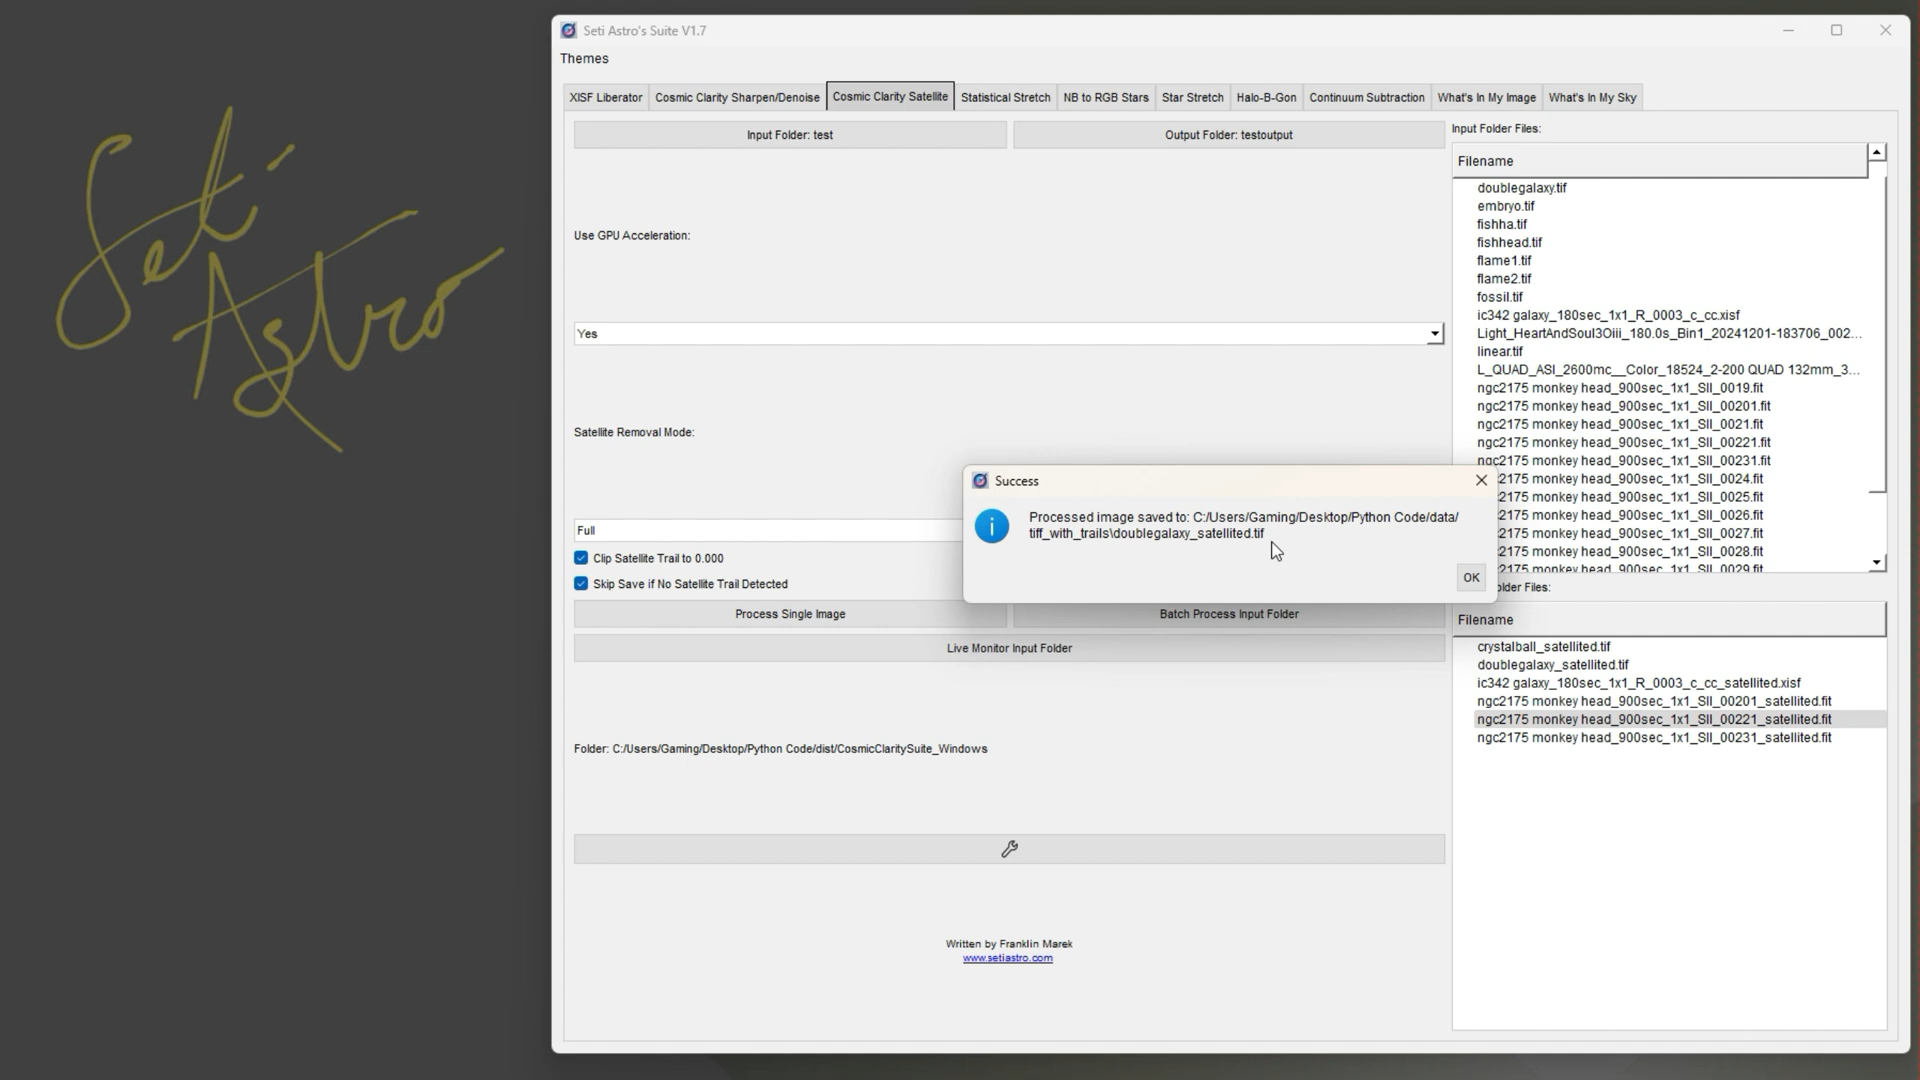 Seti
Astro
Seti Astro's Suite V1.7
Themes
XISF Liberator
Cosmic Clarity Sharpen/Denoise
Cosmic Clarity Satellite
Statistical Stretch
NB to RGB Stars
Star Stretch
Halo-B-Gon
Continuum Subtraction
What's In My Image
What's In My Sky
Input Folder: test
Output Folder: testoutput
Use GPU Acceleration:
Yes
Satellite Removal Mode:
Full
Clip Satellite Trail to 0.000
Skip Save if No Satellite Trail Detected
Process Single Image
Batch Process Input Folder
Live Monitor Input Folder
Folder: C:/Users/Gaming/Desktop/Python Code/dist/CosmicClaritySuite_Windows
Written by Franklin Marek
www.setiastro.com
Success
Processed image saved to: C:/Users/Gaming/Desktop/Python Code/data/
tiff_with_trails\doublegalaxy_satellited.tif
OK
Input Folder Files:
Filename
doublegalaxy.tif
embryo.tif
fishha.tif
fishhead.tif
flame1.tif
flame2.tif
fossil.tif
ic342 galaxy_180sec_1x1_R_0003_c_cc.xisf
Light_HeartAndSoul3Oiii_180.0s_Bin1_20241201-183706_002...
linear.tif
L_QUAD_ASI_2600mc__Color_18524_2-200 QUAD 132mm_3...
ngc2175 monkey head_900sec_1x1_SII_0019.fit
ngc2175 monkey head_900sec_1x1_SII_00201.fit
ngc2175 monkey head_900sec_1x1_SII_0021.fit
ngc2175 monkey head_900sec_1x1_SII_00221.fit
ngc2175 monkey head_900sec_1x1_SII_00231.fit
2175 monkey head_900sec_1x1_SII_0024.fit
2175 monkey head_900sec_1x1_SII_0025.fit
2175 monkey head_900sec_1x1_SII_0026.fit
2175 monkey head_900sec_1x1_SII_0027.fit
2175 monkey head_900sec_1x1_SII_0028.fit
2175 monkey head_900sec_1x1_SII_0029.fit
older Files:
Filename
crystalball_satellited.tif
doublegalaxy_satellited.tif
ic342 galaxy_180sec_1x1_R_0003_c_cc_satellited.xisf
ngc2175 monkey head_900sec_1x1_SII_00201_satellited.fit
ngc2175 monkey head_900sec_1x1_SII_00221_satellited.fit
ngc2175 monkey head_900sec_1x1_SII_00231_satellited.fit